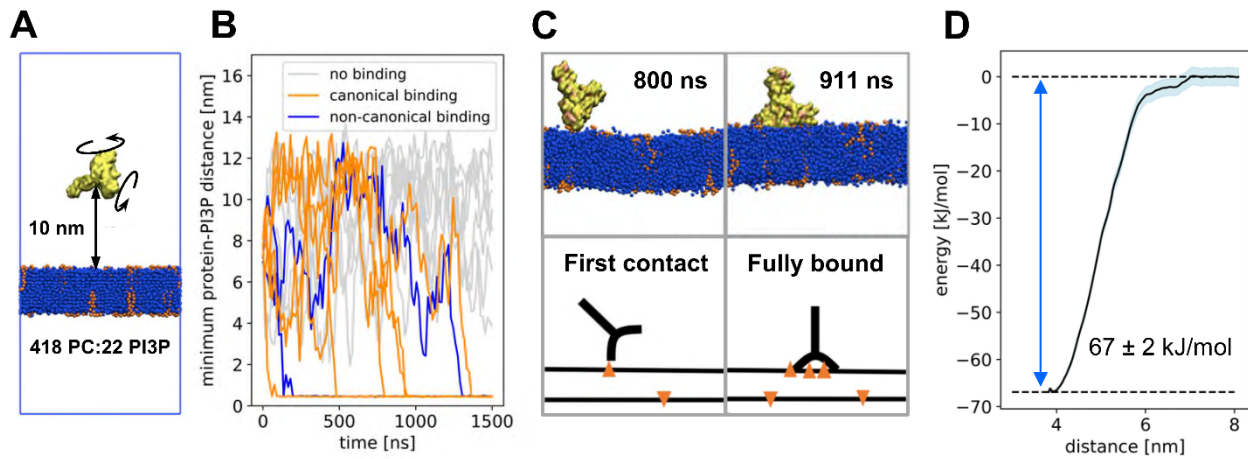 A
10 nm
418 PC:22 PI3P
B
minimum protein-PI3P distance [nm]
16
14
12
10
8
6
4
2
0
no binding
canonical binding
non-canonical binding
0
500
1000
1500
time [ns]
C
800 ns
911 ns
First contact
Fully bound
D
energy [kJ/mol]
0
−10
−20
−30
−40
−50
−60
−70
67 ± 2 kJ/mol
4
6
8
distance [nm]